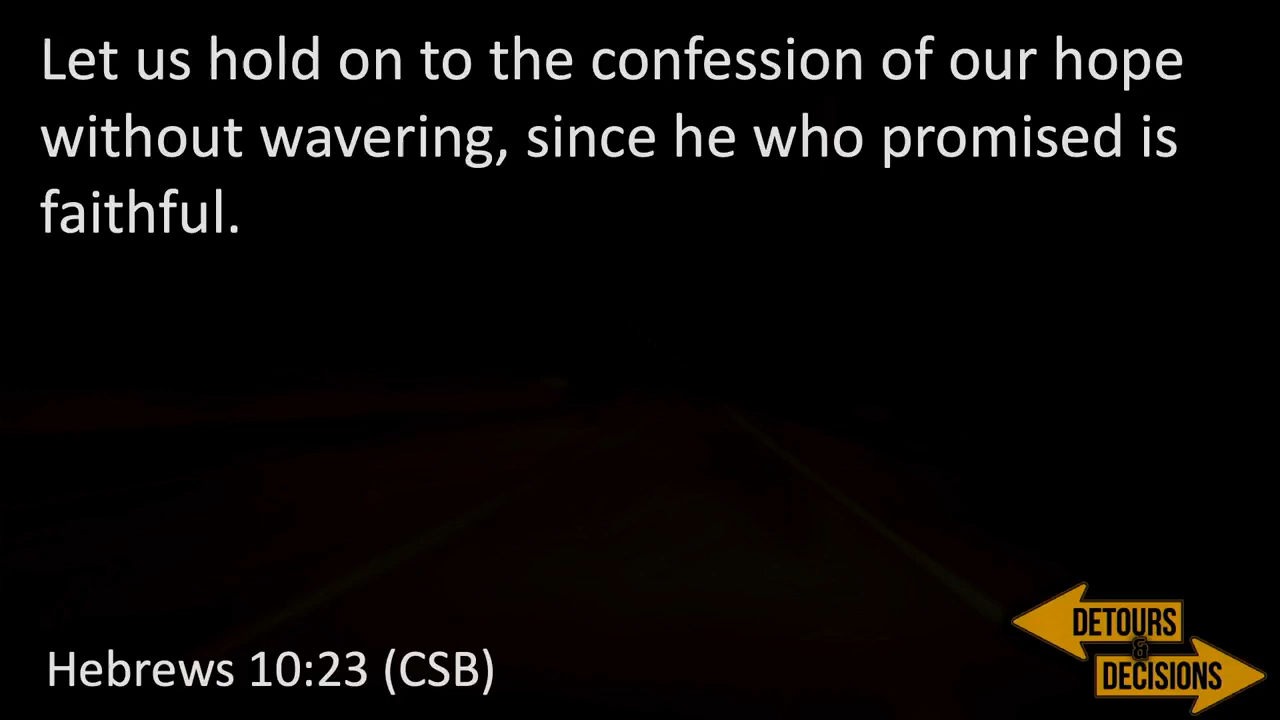 Let us hold on to the confession of our hope
without wavering, since he who promised is
faithful.
Hebrews 10:23 (CSB)
DETOURS
&
DECISIONS